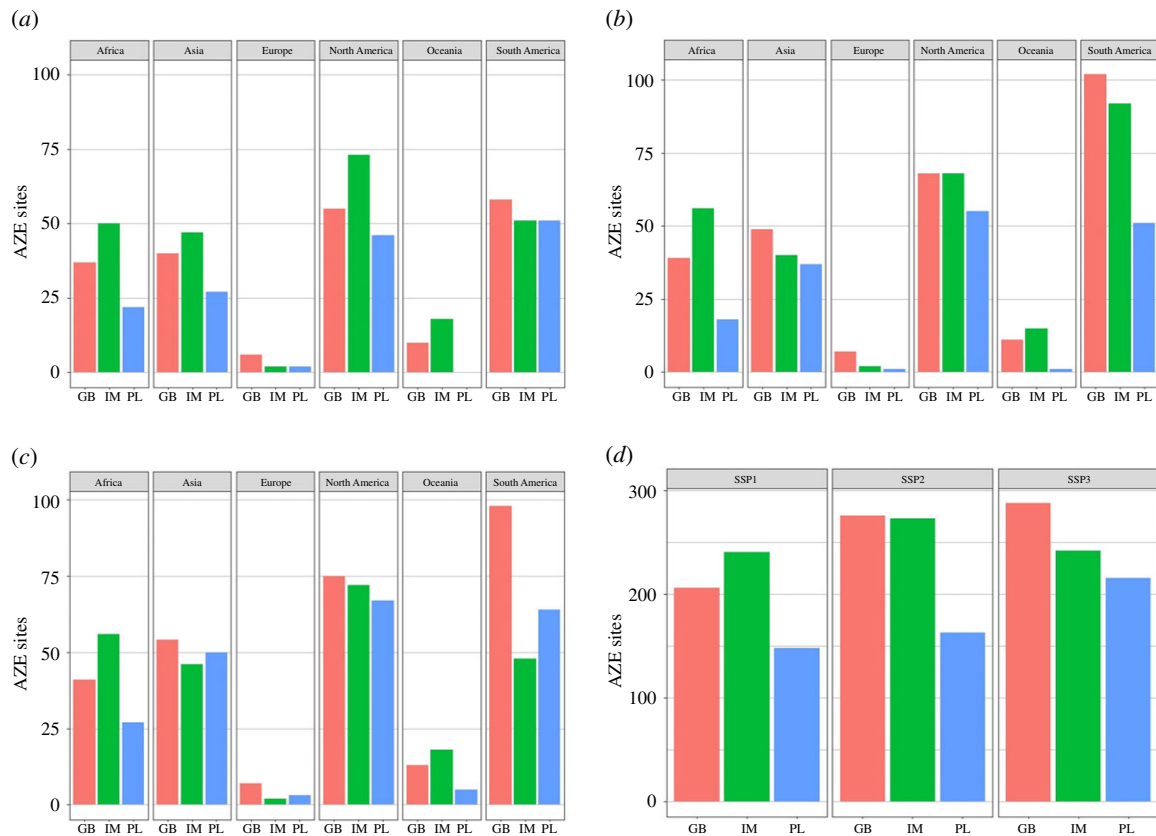 (a)
Africa Asia Europe North America Oceania South America
100
75
50
25
0
AZE sites
GB IM PL GB IM PL GB IM PL GB IM PL GB IM PL GB IM PL
(b)
Africa Asia Europe North America Oceania South America
100
75
50
25
0
AZE sites
GB IM PL GB IM PL GB IM PL GB IM PL GB IM PL GB IM PL
(c)
Africa Asia Europe North America Oceania South America
100
75
50
25
0
AZE sites
GB IM PL GB IM PL GB IM PL GB IM PL GB IM PL GB IM PL
(d)
SSP1 SSP2 SSP3
300
200
100
0
AZE sites
GB IM PL GB IM PL GB IM PL